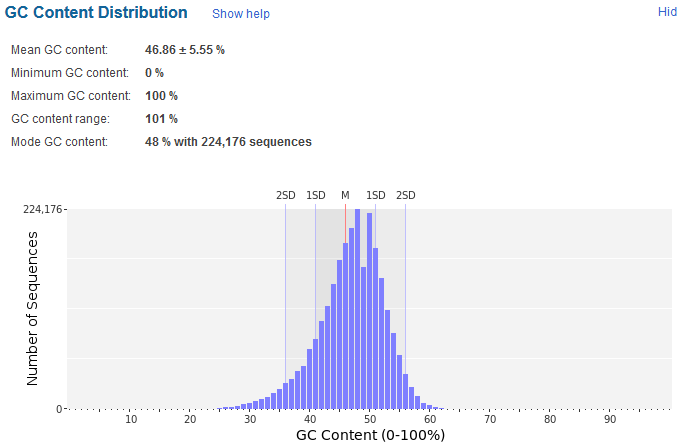 GC Content Distribution Show help Hid
Mean GC content: 46.86 ± 5.55 %
Minimum GC content: 0 %
Maximum GC content: 100 %
GC content range: 101 %
Mode GC content: 48 % with 224,176 sequences
2SD 1SD M 1SD 2SD
224,176
Number of Sequences
0
10 20 30 40 50 60 70 80 90
GC Content (0-100%)